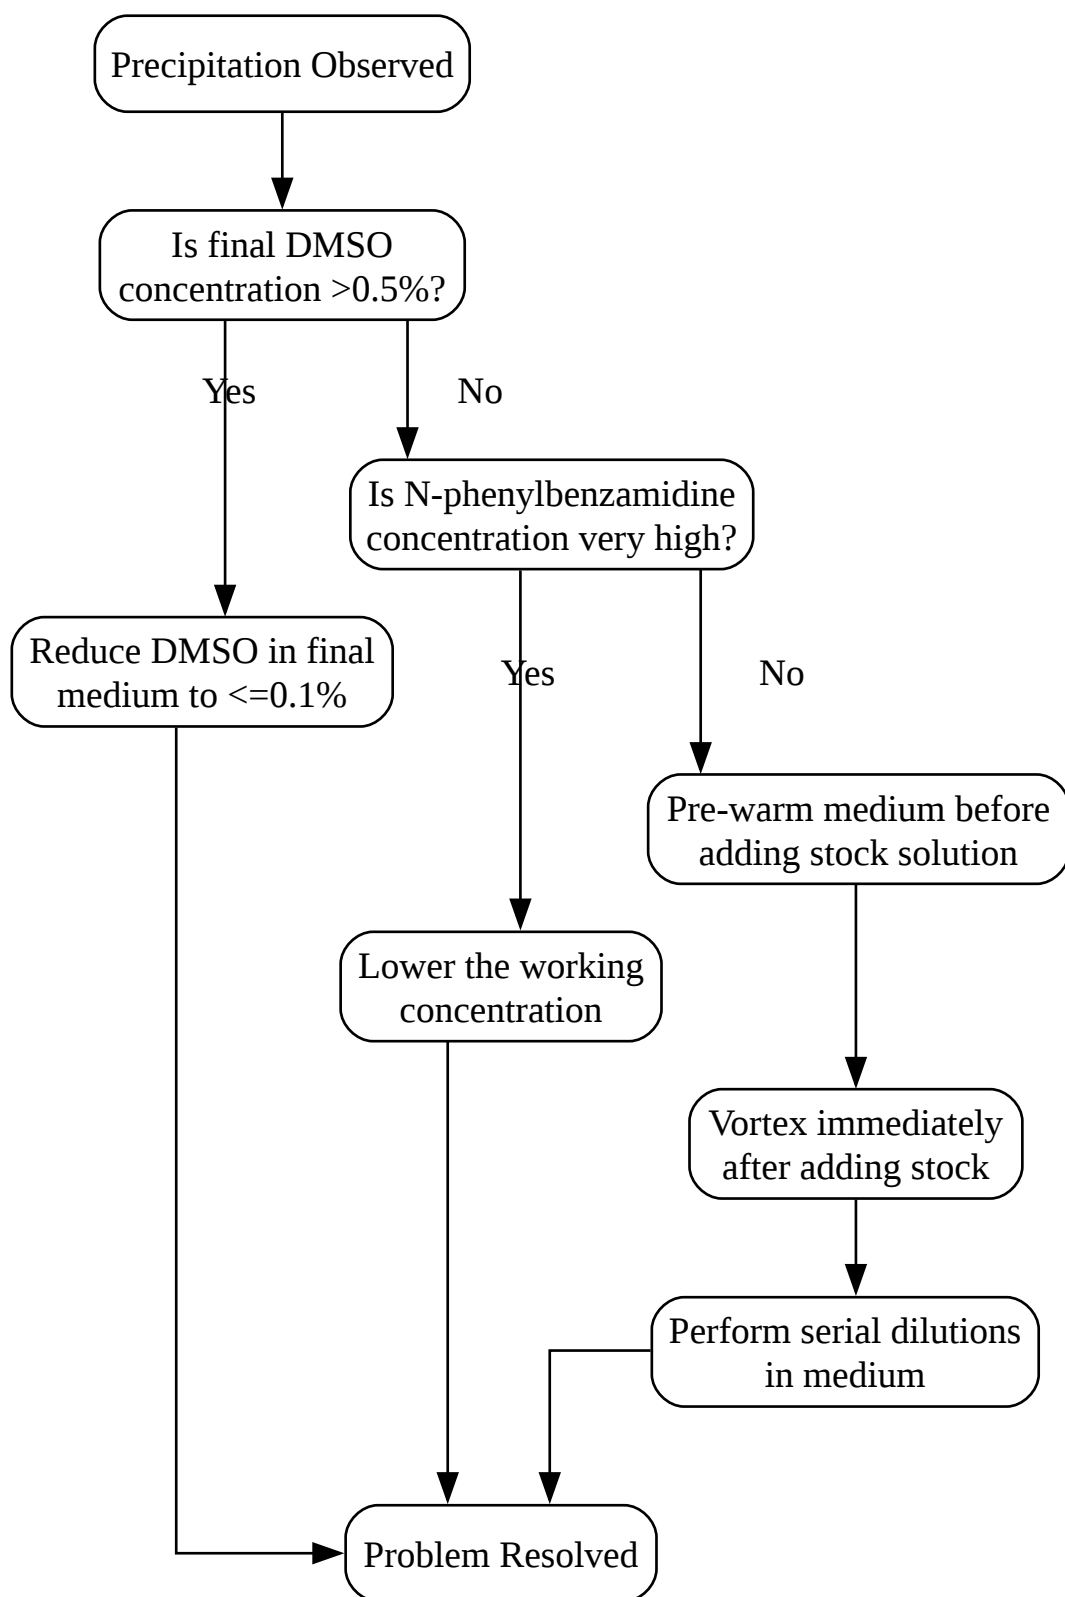 Precipitation Observed
Is final DMSO
concentration >0.5%?
Yes
No
Is N-phenylbenzamidine
concentration very high?
Reduce DMSO in final
medium to <=0.1%
Yes
No
Pre-warm medium before
adding stock solution
Lower the working
concentration
Vortex immediately
after adding stock
Perform serial dilutions
in medium
Problem Resolved